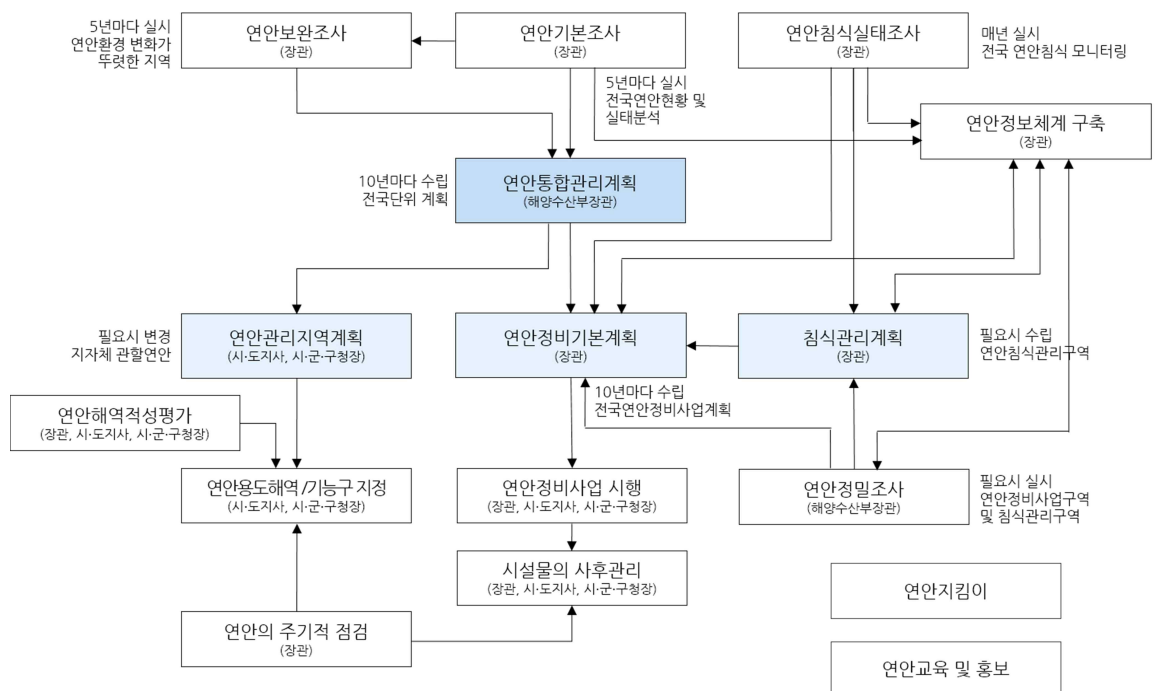 5년마다 실시
연안환경 변화가
뚜렷한 지역
연안보완조사
(장관)
연안기본조사
(장관)
5년마다 실시
전국연안현황 및
실태분석
연안침식실태조사
(장관)
매년 실시
전국 연안침식 모니터링
연안정보체계 구축
(장관)
10년마다 수립
전국단위 계획
연안통합관리계획
(해양수산부장관)
필요시 변경
지자체 관할연안
연안관리지역계획
(시·도지사, 시·군·구청장)
연안정비기본계획
(장관)
10년마다 수립
전국연안정비사업계획
침식관리계획
(장관)
필요시 수립
연안침식관리구역
연안해역적성평가
(장관, 시·도지사, 시·군·구청장)
연안용도해역 /기능구 지정
(시·도지사, 시·군·구청장)
연안정비사업 시행
(장관, 시·도지사, 시·군·구청장)
연안정밀조사
(해양수산부장관)
필요시 실시
연안정비사업구역
및 침식관리구역
시설물의 사후관리
(장관, 시·도지사, 시·군·구청장)
연안의 주기적 점검
(장관)
연안지킴이
연안교육 및 홍보